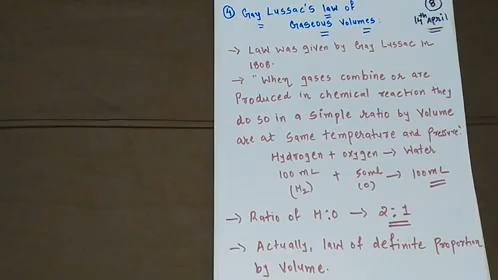 ④ Gay Lussac's law of
Gaseous Volumes:
⑧
14th April
→ Law was given by Gay Lussac in
1808.
→ "When gases combine or are
Produced in chemical reaction they
do so in a simple ratio by Volume
are at same temperature and Pressure".
Hydrogen + oxygen → Water
100 mL + 50mL → 100mL
(H₂) (O)
→ Ratio of H:O → 2:1
→ Actually, law of definite proportion
by Volume.